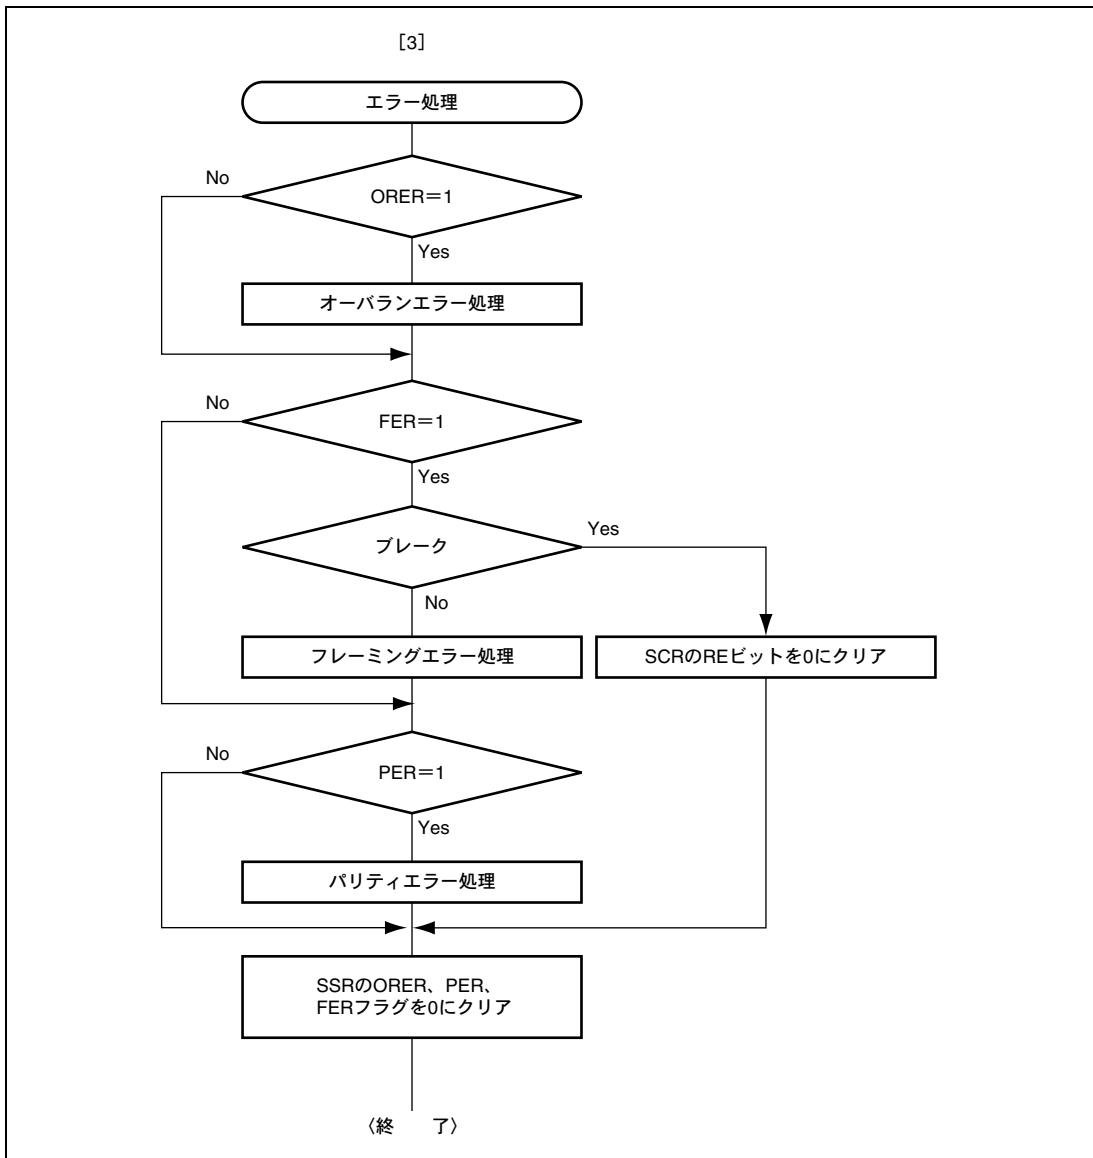 [3]
エラー処理
No
ORER＝1
Yes
オーバランエラー処理
No
FER＝1
Yes
ブレーク
Yes
No
フレーミングエラー処理
SCRのREビットを0にクリア
No
PER＝1
Yes
パリティエラー処理
SSRのORER、PER、
FERフラグを0にクリア
〈終　　了〉